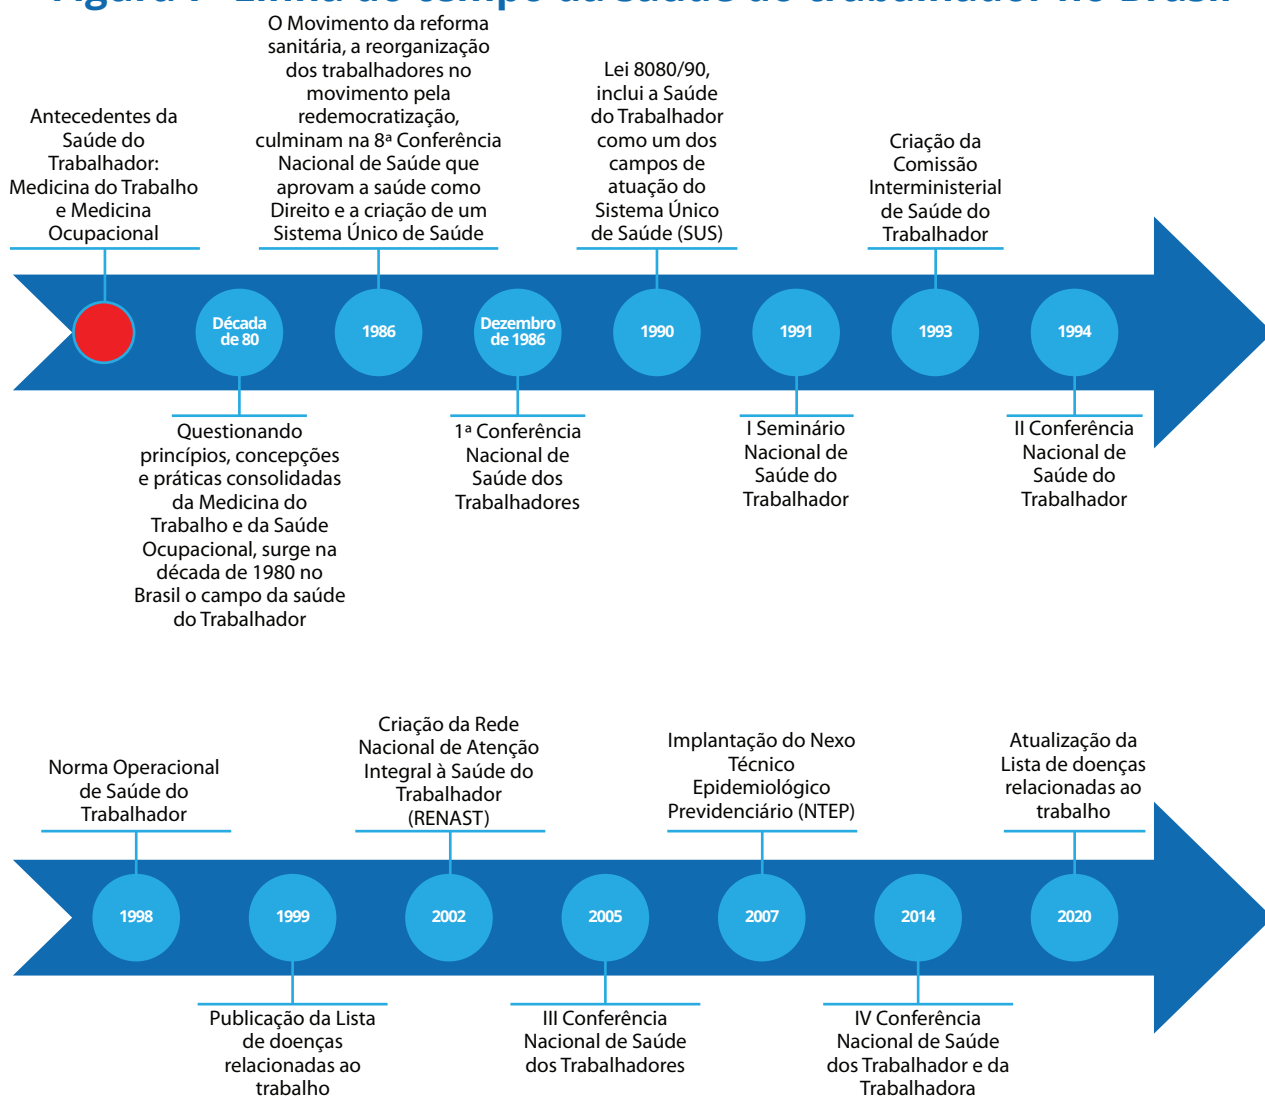 Antecedentes da
Saúde do
Trabalhador:
Medicina do Trabalho
e Medicina
Ocupacional
O Movimento da reforma
sanitária, a reorganização
dos trabalhadores no
movimento pela
redemocratização,
culminam na 8ª Conferência
Nacional de Saúde que
aprovam a saúde como
Direito e a criação de um
Sistema Único de Saúde
Lei 8080/90,
inclui a Saúde
do Trabalhador
como um dos
campos de
atuação do
Sistema Único
de Saúde (SUS)
Criação da
Comissão
Interministerial
de Saúde do
Trabalhador
Década
de 80
1986
Dezembro
de 1986
1990
1991
1993
1994
Questionando
princípios, concepções
e práticas consolidadas
da Medicina do
Trabalho e da Saúde
Ocupacional, surge na
década de 1980 no
Brasil o campo da saúde
do Trabalhador
1ª Conferência
Nacional de
Saúde dos
Trabalhadores
I Seminário
Nacional de
Saúde do
Trabalhador
II Conferência
Nacional de
Saúde do
Trabalhador
Norma Operacional
de Saúde do
Trabalhador
Criação da Rede
Nacional de Atenção
Integral à Saúde do
Trabalhador
(RENAST)
Implantação do Nexo
Técnico
Epidemiológico
Previdenciário (NTEP)
Atualização da
Lista de doenças
relacionadas ao
trabalho
1998
1999
2002
2005
2007
2014
2020
Publicação da Lista
de doenças
relacionadas ao
trabalho
III Conferência
Nacional de Saúde
dos Trabalhadores
IV Conferência
Nacional de Saúde
dos Trabalhador e da
Trabalhadora